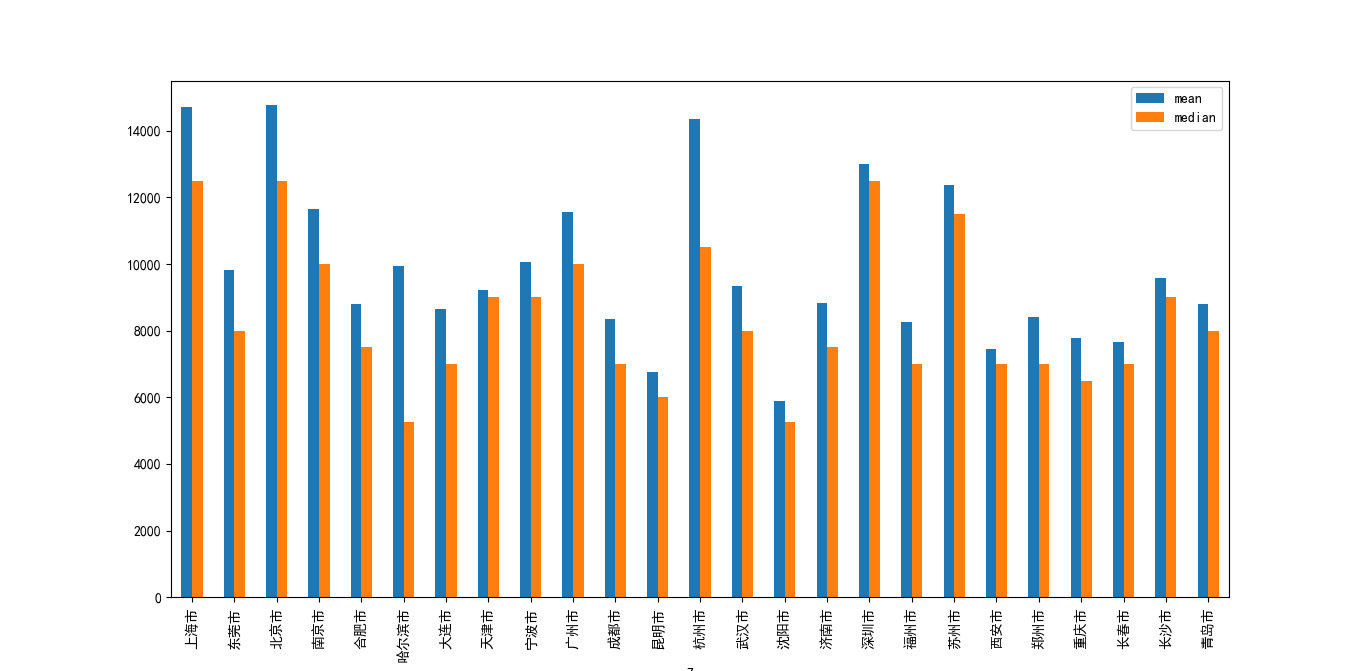 mean
median
14000
12000
10000
8000
6000
4000
2000
0
上海市
东莞市
北京市
南京市
合肥市
哈尔滨市
大连市
天津市
宁波市
广州市
成都市
昆明市
杭州市
武汉市
沈阳市
济南市
深圳市
福州市
苏州市
西安市
郑州市
重庆市
长春市
长沙市
青岛市